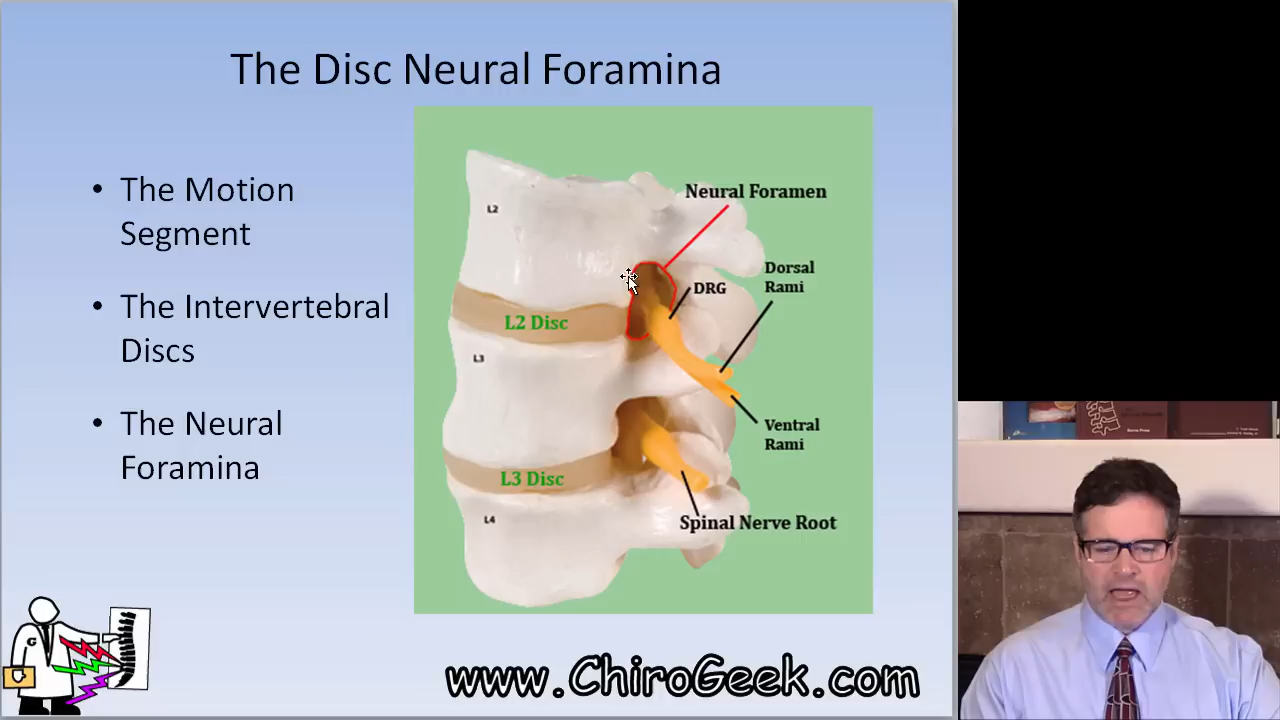 The Disc Neural Foramina
• The Motion
Segment
• The Intervertebral
Discs
• The Neural
Foramina
L2
Neural Foramen
Dorsal
Rami
DRG
L2 Disc
L3
Ventral
Rami
L3 Disc
L4
Spinal Nerve Root
G
www.ChiroGeek.com